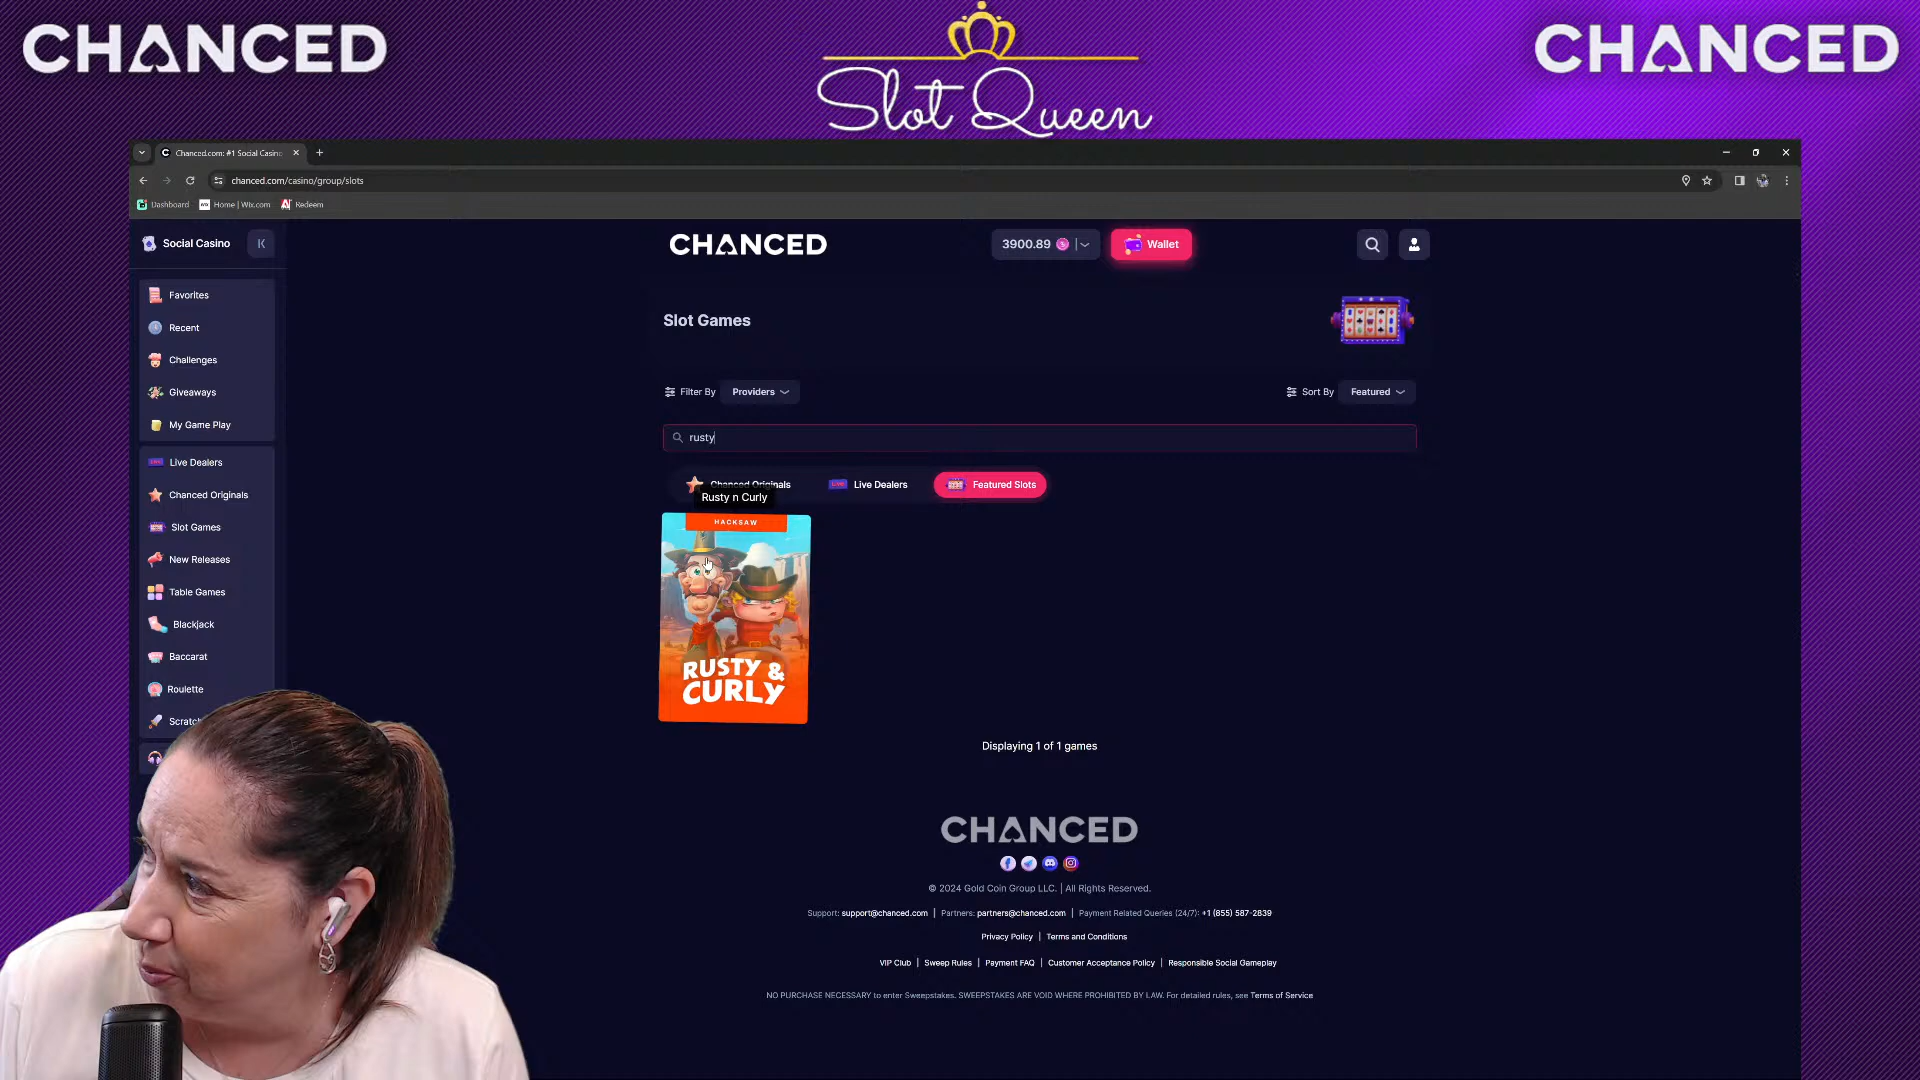 CHANCED
Slot Queen
CHANCED
Chanced.com: #1 Social Casino
chanced.com/casino/group/slots
Dashboard
Home | Wix.com
Redeem
Social Casino
CHANCED
3900.89
Wallet
Favorites
Recent
Challenges
Giveaways
My Game Play
Live Dealers
Chanced Originals
Slot Games
New Releases
Table Games
Blackjack
Baccarat
Roulette
Slot Games
Filter By
Providers
Sort By
Featured
rusty
Chanced Originals
Live Dealers
Featured Slots
Rusty n Curly
HACKSAW
RUSTY &
CURLY
Displaying 1 of 1 games
CHANCED
© 2024 Gold Coin Group LLC. | All Rights Reserved.
Support: support@chanced.com | Partners: partners@chanced.com | Payment Related Queries (24/7): +1 (855) 587-2839
Privacy Policy | Terms and Conditions
VIP Club | Sweep Rules | Payment FAQ | Customer Acceptance Policy | Responsible Social Gameplay
NO PURCHASE NECESSARY to enter Sweepstakes. SWEEPSTAKES ARE VOID WHERE PROHIBITED BY LAW. For detailed rules, see Terms of Service